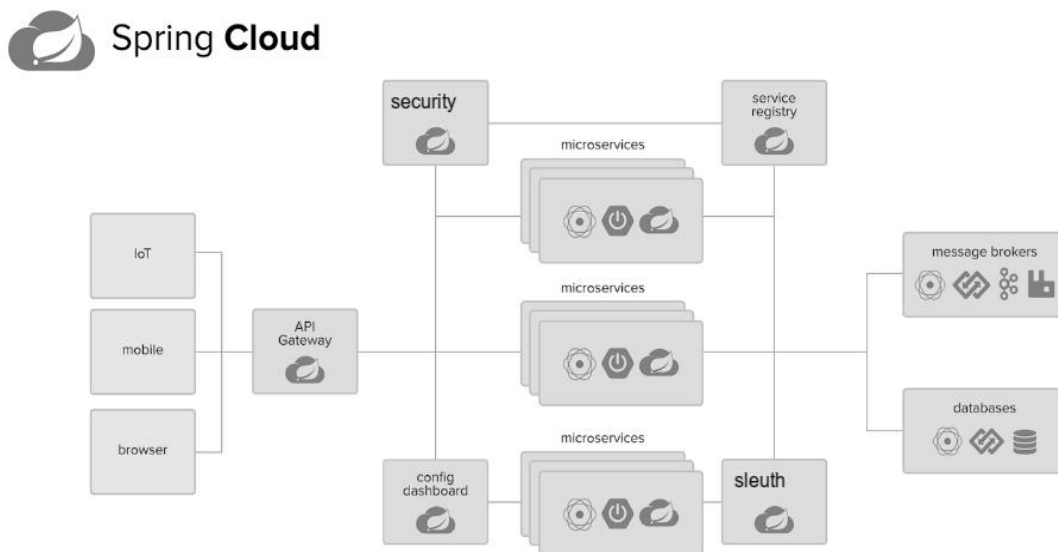 Spring Cloud
security
service
registry
microservices
IoT
message brokers
microservices
API
Gateway
mobile
databases
microservices
browser
config
dashboard
sleuth